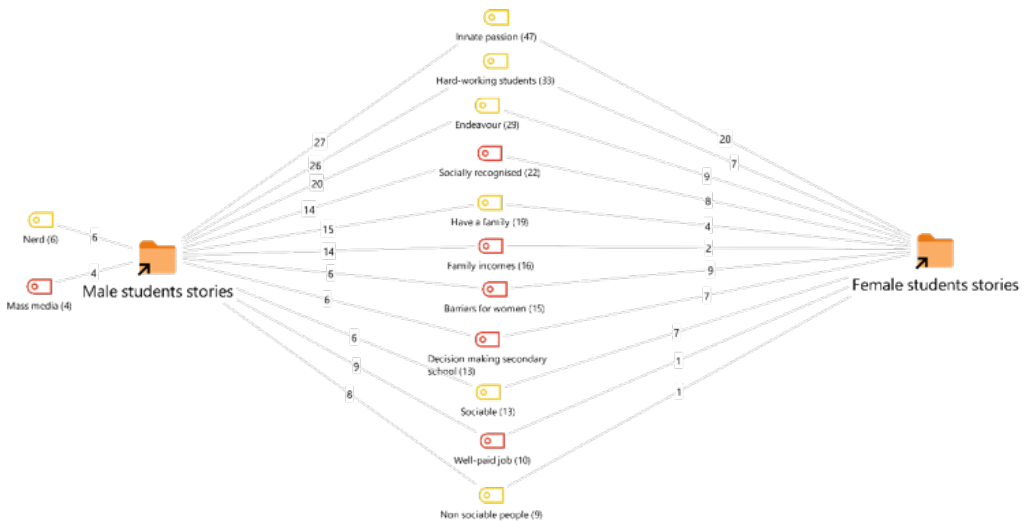 Innate passion (47)
Hard-working students (33)
Endeavour (29)
27
20
26
7
20
9
Socially recognised (22)
14
8
Have a family (19)
15
4
Nerd (6)
6
Family incomes (16)
14
2
4
Mass media (4)
Male students stories
Female students stories
6
9
Barriers for women (15)
6
7
Decision making secondary
school (13)
6
7
9
1
Sociable (13)
8
1
Well-paid job (10)
Non sociable people (9)